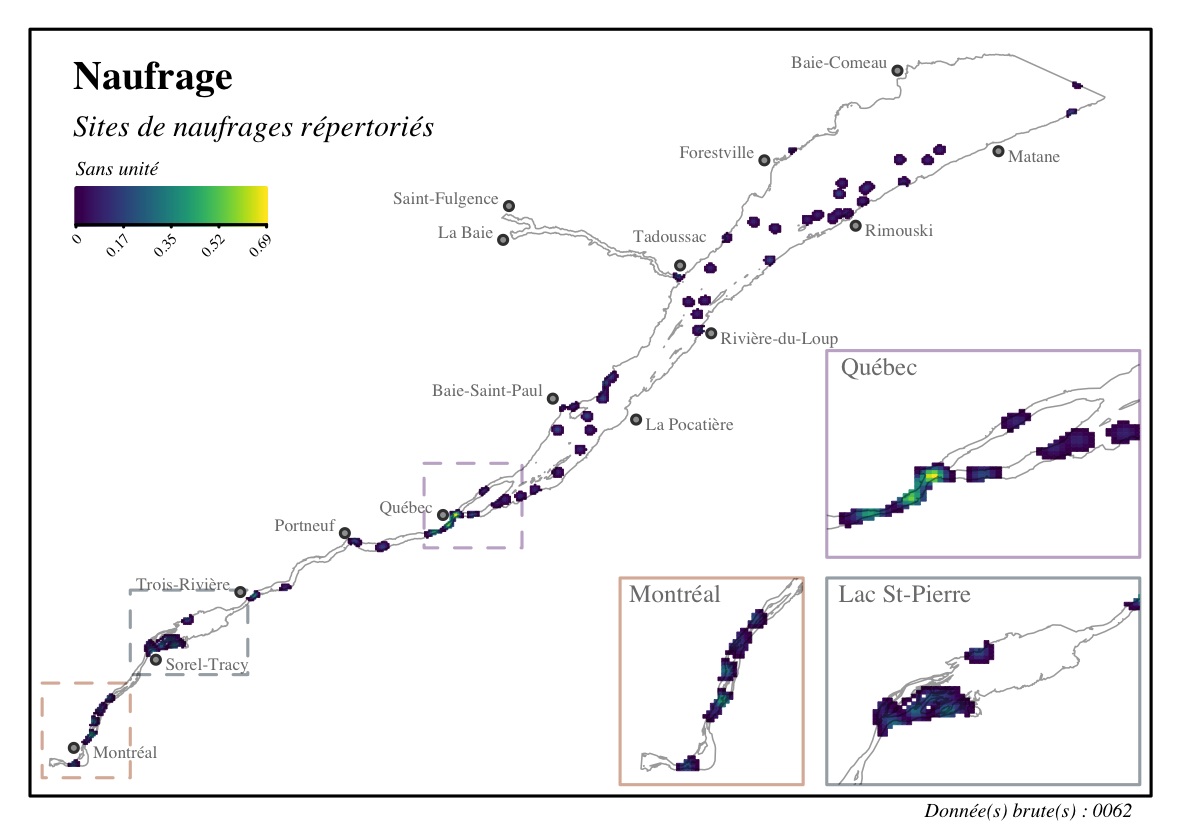 Naufrage
Sites de naufrages répertoriés
Sans unité
0
0.17
0.35
0.52
0.69
Baie-Comeau
Forestville
Matane
Saint-Fulgence
La Baie
Tadoussac
Rimouski
Rivière-du-Loup
Baie-Saint-Paul
La Pocatière
Québec
Portneuf
Trois-Rivière
Sorel-Tracy
Montréal
Québec
Montréal
Lac St-Pierre
Donnée(s) brute(s) : 0062